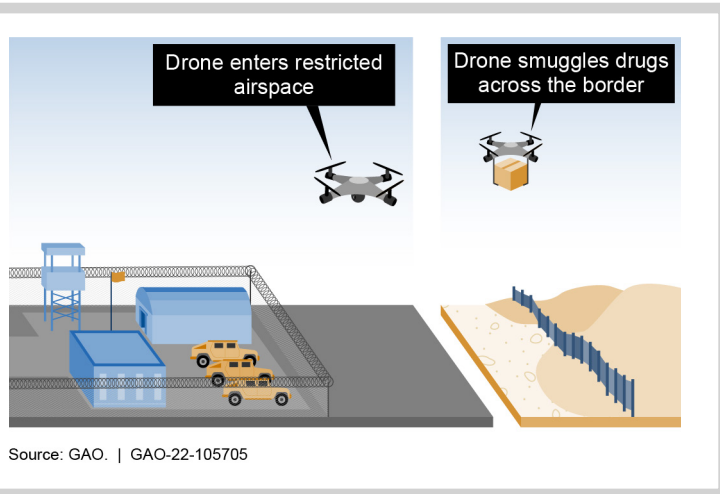 Drone enters restricted
airspace
Drone smuggles drugs
across the border
Source: GAO. | GAO-22-105705